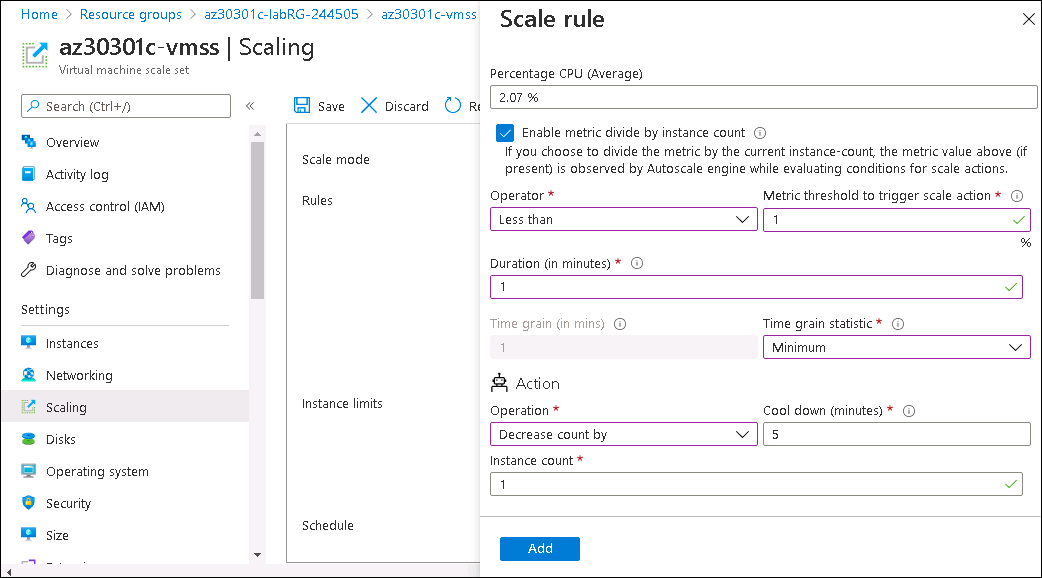 Home > Resource groups > az30301c-labRG-244505 > az30301c-vmss
az30301c-vmss | Scaling
Virtual machine scale set
Search (Ctrl+/)
«
Overview
Activity log
Access control (IAM)
Tags
Diagnose and solve problems
Settings
Instances
Networking
Scaling
Disks
Operating system
Security
Size
Save
Discard
Re
Scale mode
Rules
Instance limits
Schedule
Scale rule
Percentage CPU (Average)
2.07 %
Enable metric divide by instance count
If you choose to divide the metric by the current instance-count, the metric value above (if
present) is observed by Autoscale engine while evaluating conditions for scale actions.
Operator * Metric threshold to trigger scale action *
Less than 1
%
Duration (in minutes) *
1
Time grain (in mins) Time grain statistic *
1 Minimum
Action
Operation * Cool down (minutes) *
Decrease count by 5
Instance count *
1
Add